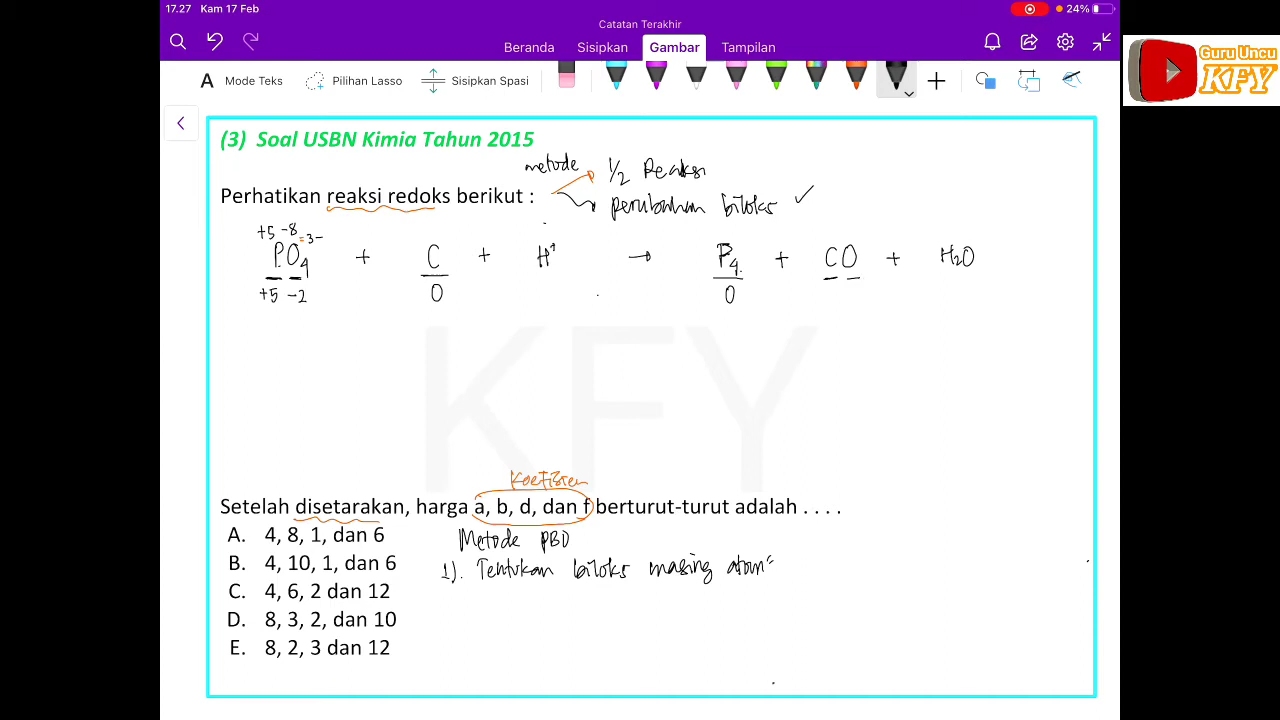 17.27 Kam 17 Feb
24%
Catatan Terakhir
Beranda Sisipkan Gambar Tampilan
A Mode Teks Pilihan Lasso Sisipkan Spasi
Guru Uncu
KFY
(3) Soal USBN Kimia Tahun 2015
metode 1/2 Reaksi
Perhatikan reaksi redoks berikut :
perubahan biloks ✓
+5 -8 = 3-
PO4 + C + H+ → P4 + CO + H2O
+5 -2 0 0
KFY
Koefisien
Setelah disetarakan, harga a, b, d, dan f berturut-turut adalah . . . .
A. 4, 8, 1, dan 6
Metode PBO
B. 4, 10, 1, dan 6
1). Tentukan biloks masing atom"
C. 4, 6, 2 dan 12
D. 8, 3, 2, dan 10
E. 8, 2, 3 dan 12